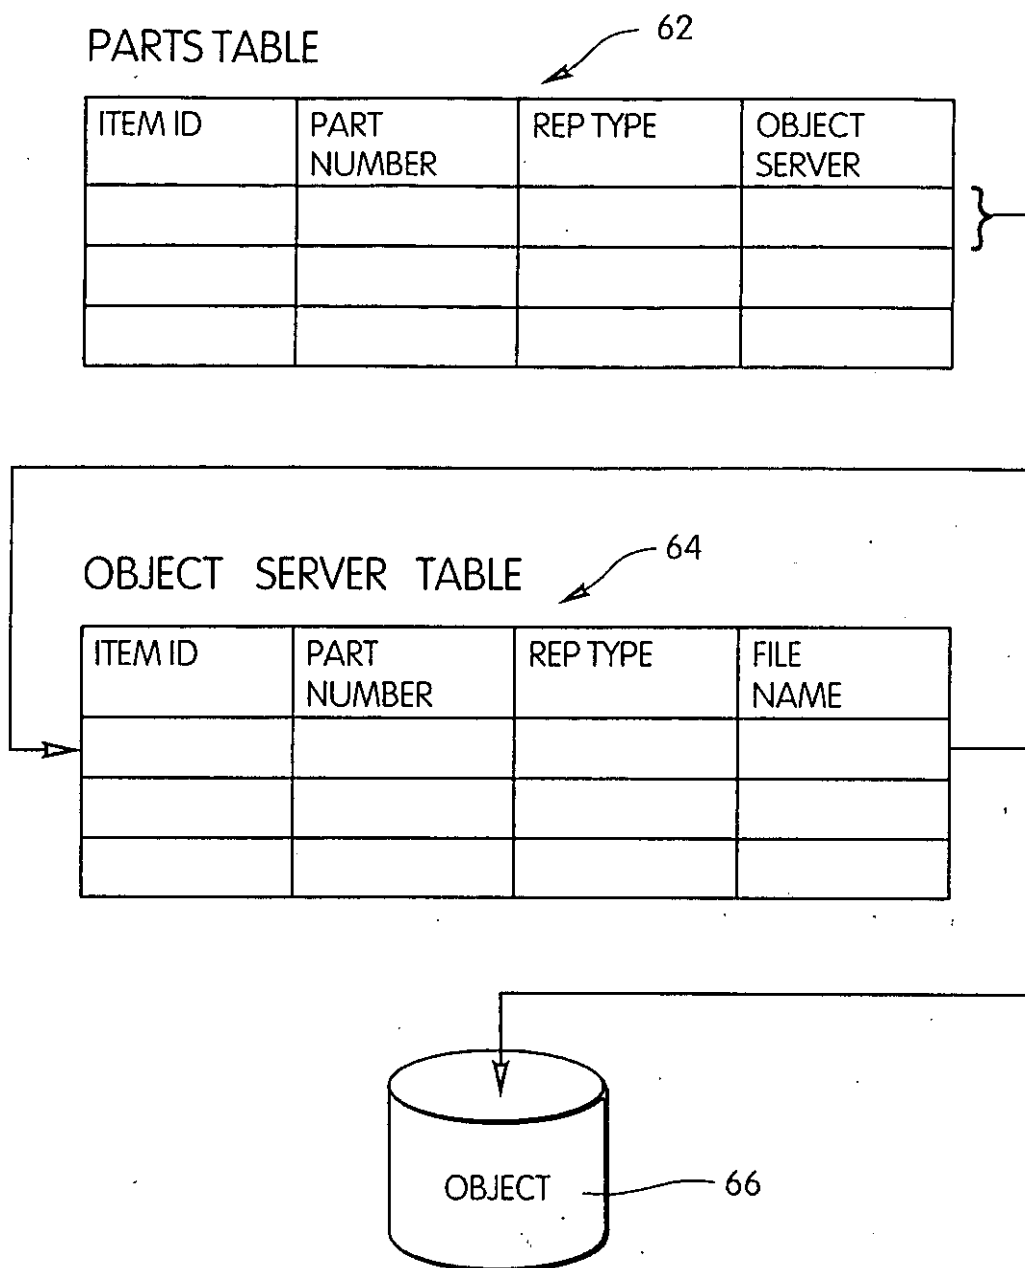 PARTS TABLE
62
ITEM ID
PART
NUMBER
REP TYPE
OBJECT
SERVER
OBJECT SERVER TABLE
64
ITEM ID
PART
NUMBER
REP TYPE
FILE
NAME
OBJECT
66